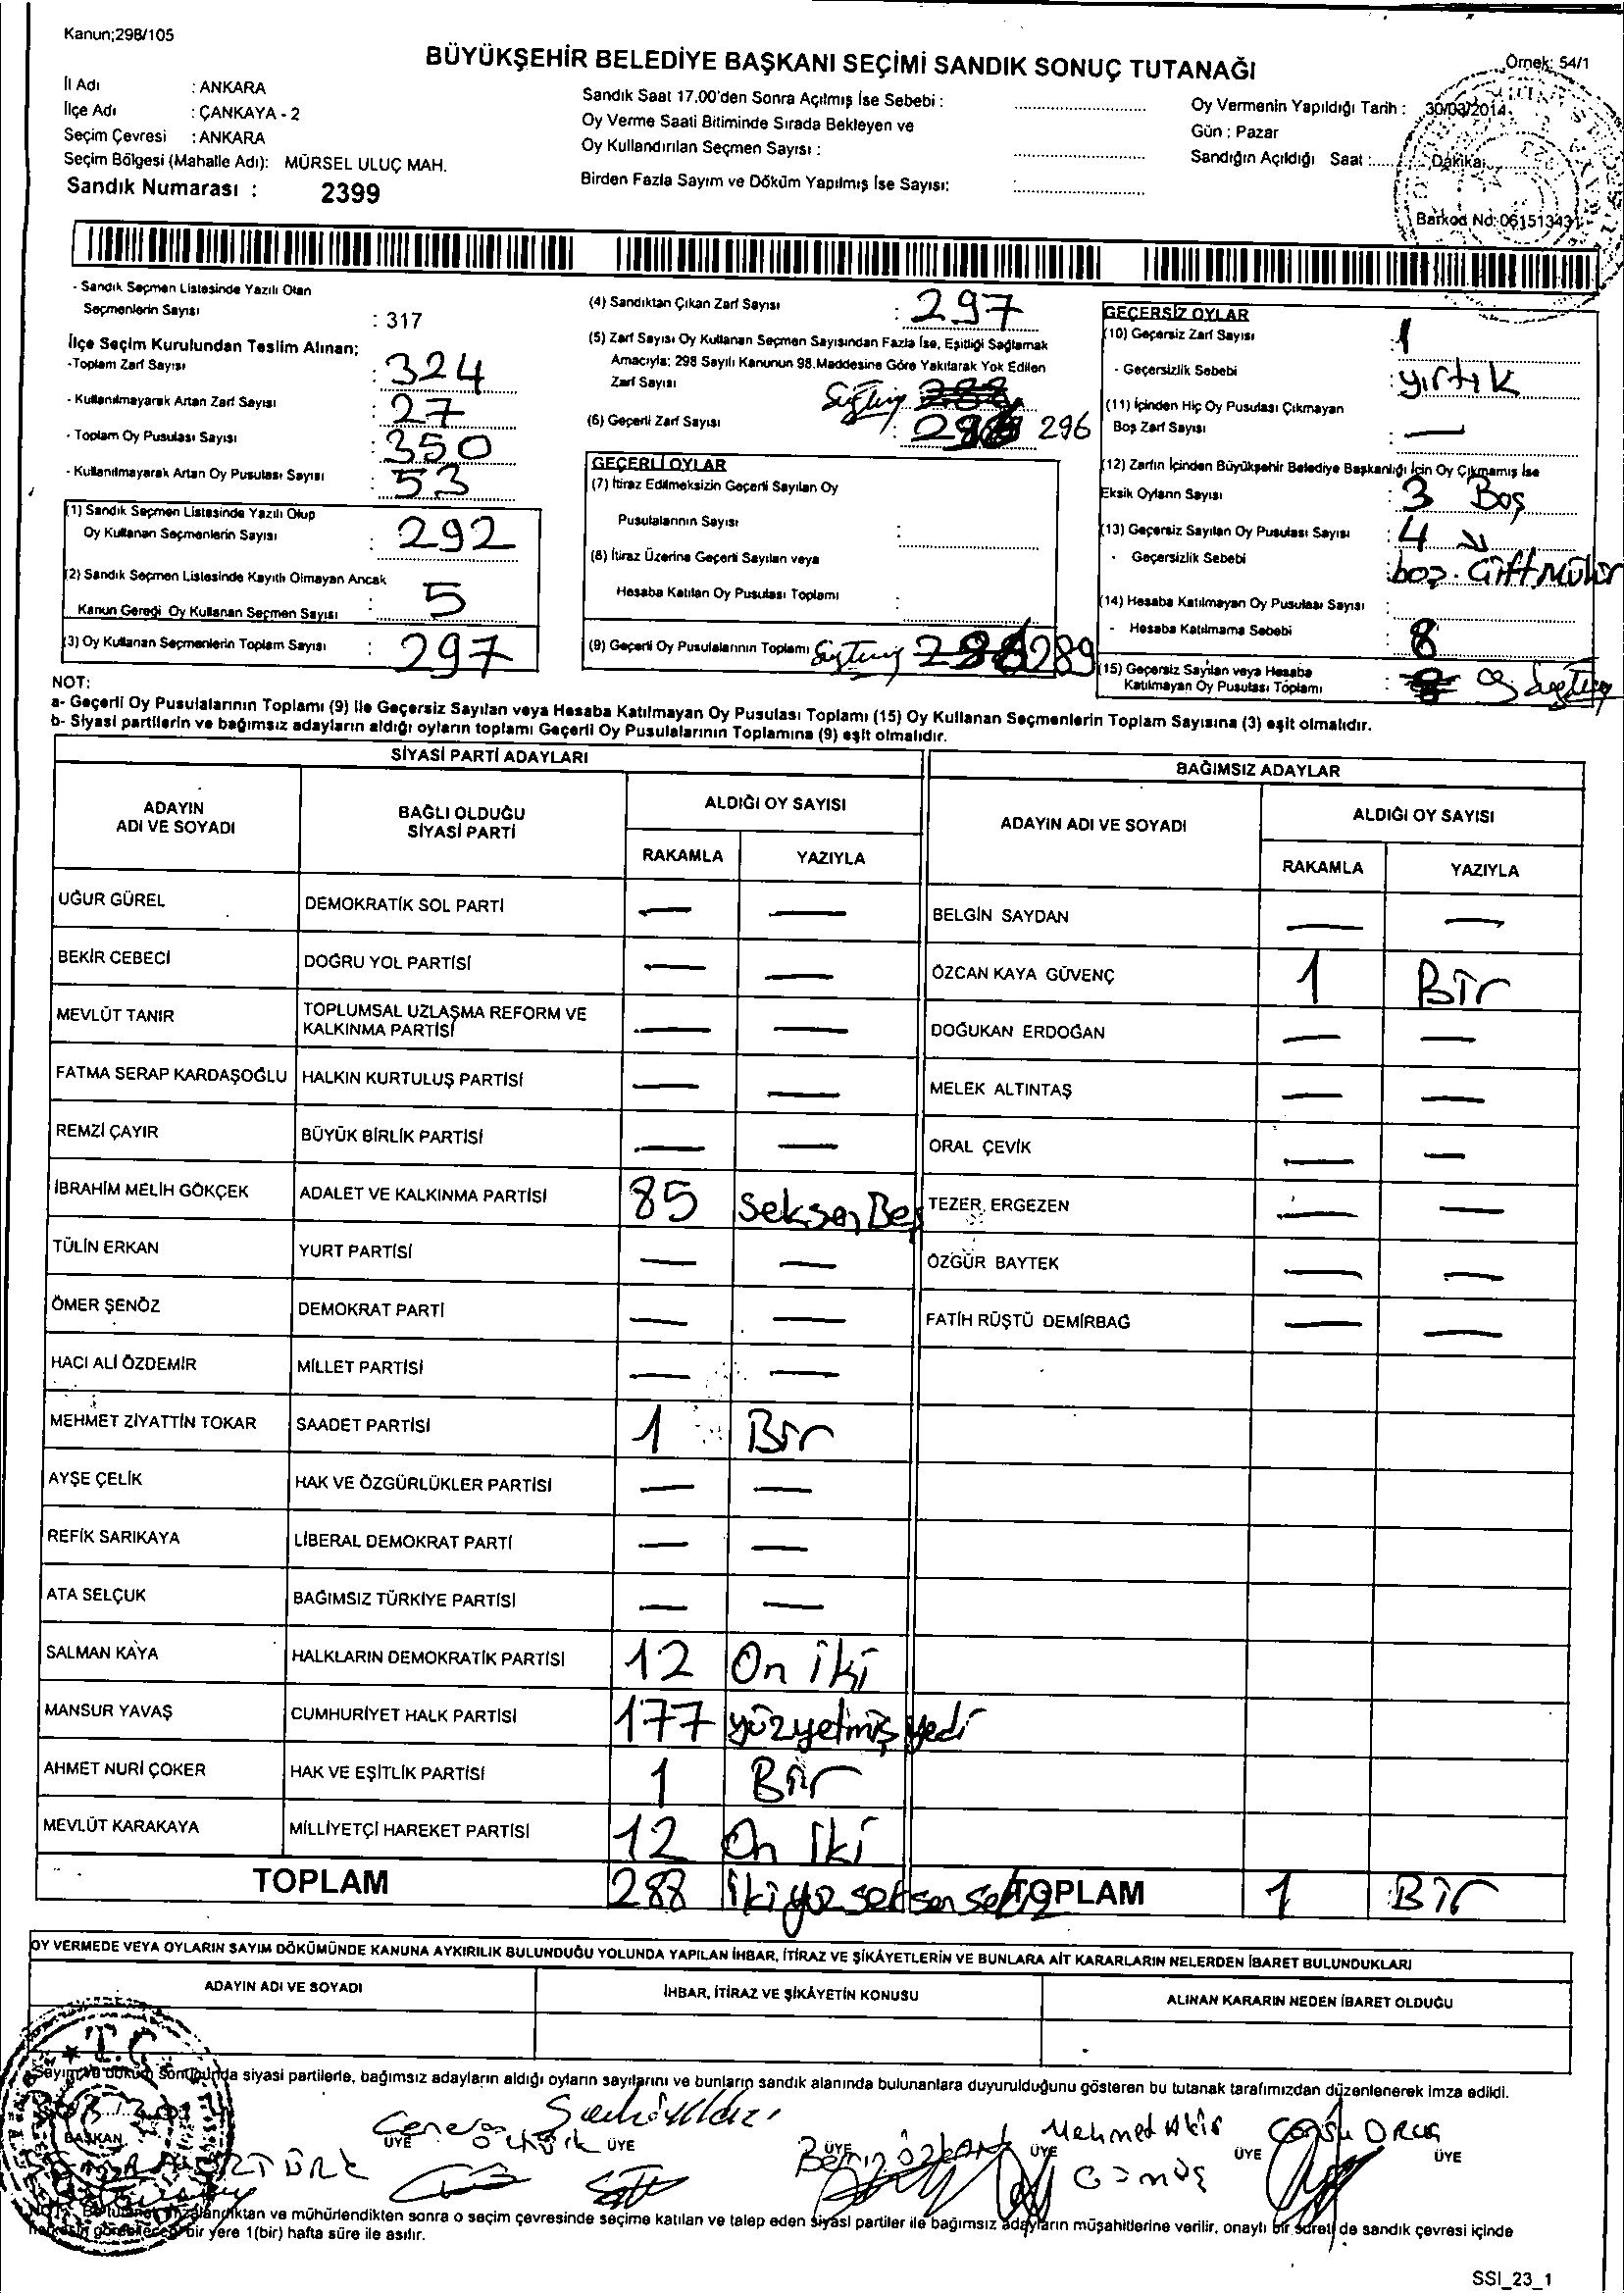 Kanun;298/105
BÜYÜKŞEHİR BELEDİYE BAŞKANI SEÇİMİ SANDIK SONUÇ TUTANAĞI
Örnek: 54/1
İl Adı : ANKARA
İlçe Adı : ÇANKAYA - 2
Seçim Çevresi : ANKARA
Seçim Bölgesi (Mahalle Adı): MÜRSEL ULUÇ MAH.
Sandık Numarası : 2399
Sandık Saat 17.00'den Sonra Açılmış İse Sebebi :
Oy Verme Saati Bitiminde Sırada Bekleyen ve
Oy Kullandırılan Seçmen Sayısı :
Birden Fazla Sayım ve Döküm Yapılmış İse Sayısı:
Oy Vermenin Yapıldığı Tarih : 30/03/2014
Gün : Pazar
Sandığın Açıldığı Saat : Dakika:
Barkod No:061513431
- Sandık Seçmen Listesinde Yazılı Olan
Seçmenlerin Sayısı : 317
İlçe Seçim Kurulundan Teslim Alınan;
-Toplam Zarf Sayısı : 324
- Kullanılmayarak Artan Zarf Sayısı : 27
- Toplam Oy Pusulası Sayısı : 350
- Kullanılmayarak Artan Oy Pusulası Sayısı : 53
(1) Sandık Seçmen Listesinde Yazılı Olup
Oy Kullanan Seçmenlerin Sayısı : 292
(2) Sandık Seçmen Listesinde Kayıtlı Olmayan Ancak
Kanun Gereği Oy Kullanan Seçmen Sayısı : 5
(3) Oy Kullanan Seçmenlerin Toplam Sayısı : 297
(4) Sandıktan Çıkan Zarf Sayısı : 297
(5) Zarf Sayısı Oy Kullanan Seçmen Sayısından Fazla İse, Eşitliği Sağlamak
Amacıyla; 298 Sayılı Kanunun 98.Maddesine Göre Yakılarak Yok Edilen
Zarf Sayısı
(6) Geçerli Zarf Sayısı : 296
GEÇERLİ OYLAR
(7) İtiraz Edilmeksizin Geçerli Sayılan Oy
Pusulalarının Sayısı :
(8) İtiraz Üzerine Geçerli Sayılan veya
Hesaba Katılan Oy Pusulası Toplamı :
(9) Geçerli Oy Pusulalarının Toplamı 289
GEÇERSİZ OYLAR
(10) Geçersiz Zarf Sayısı : 1
- Geçersizlik Sebebi : yırtık
(11) İçinden Hiç Oy Pusulası Çıkmayan
Boş Zarf Sayısı : —
(12) Zarfın İçinden Büyükşehir Belediye Başkanlığı İçin Oy Çıkmamış İse
Eksik Oyların Sayısı : 3 Boş
(13) Geçersiz Sayılan Oy Pusulası Sayısı : 4
- Geçersizlik Sebebi : boş. Çift Mühür
(14) Hesaba Katılmayan Oy Pusulası Sayısı :
- Hesaba Katılmama Sebebi : 8
(15) Geçersiz Sayılan veya Hesaba
Katılmayan Oy Pusulası Toplamı :
NOT:
a- Geçerli Oy Pusulalarının Toplamı (9) ile Geçersiz Sayılan veya Hesaba Katılmayan Oy Pusulası Toplamı (15) Oy Kullanan Seçmenlerin Toplam Sayısına (3) eşit olmalıdır.
b- Siyasi partilerin ve bağımsız adayların aldığı oyların toplamı Geçerli Oy Pusulalarının Toplamına (9) eşit olmalıdır.
SİYASİ PARTİ ADAYLARI
ADAYIN ADI VE SOYADI | BAĞLI OLDUĞU SİYASİ PARTİ | ALDIĞI OY SAYISI
RAKAMLA | YAZIYLA
UĞUR GÜREL DEMOKRATİK SOL PARTİ — —
BEKİR CEBECİ DOĞRU YOL PARTİSİ — —
MEVLÜT TANIR TOPLUMSAL UZLAŞMA REFORM VE KALKINMA PARTİSİ — —
FATMA SERAP KARDAŞOĞLU HALKIN KURTULUŞ PARTİSİ — —
REMZİ ÇAYIR BÜYÜK BİRLİK PARTİSİ — —
İBRAHİM MELİH GÖKÇEK ADALET VE KALKINMA PARTİSİ 85 Seksen Beş
TÜLİN ERKAN YURT PARTİSİ — —
ÖMER ŞENÖZ DEMOKRAT PARTİ — —
HACI ALİ ÖZDEMİR MİLLET PARTİSİ — —
MEHMET ZİYATTİN TOKAR SAADET PARTİSİ 1 Bir
AYŞE ÇELİK HAK VE ÖZGÜRLÜKLER PARTİSİ — —
REFİK SARIKAYA LİBERAL DEMOKRAT PARTİ — —
ATA SELÇUK BAĞIMSIZ TÜRKİYE PARTİSİ — —
SALMAN KAYA HALKLARIN DEMOKRATİK PARTİSİ 12 On iki
MANSUR YAVAŞ CUMHURİYET HALK PARTİSİ 177 yüzyetmiş yedi
AHMET NURİ ÇOKER HAK VE EŞİTLİK PARTİSİ 1 Bir
MEVLÜT KARAKAYA MİLLİYETÇİ HAREKET PARTİSİ 12 On İki
TOPLAM 288 İkiyüz seksen sekiz
BAĞIMSIZ ADAYLAR
ADAYIN ADI VE SOYADI | ALDIĞI OY SAYISI
RAKAMLA | YAZIYLA
BELGİN SAYDAN — —
ÖZCAN KAYA GÜVENÇ 1 Bir
DOĞUKAN ERDOĞAN — —
MELEK ALTINTAŞ — —
ORAL ÇEVİK — —
TEZER ERGEZEN — —
ÖZGÜR BAYTEK — —
FATİH RÜŞTÜ DEMİRBAĞ — —
TOPLAM 1 Bir
OY VERMEDE VEYA OYLARIN SAYIM DÖKÜMÜNDE KANUNA AYKIRILIK BULUNDUĞU YOLUNDA YAPILAN İHBAR, İTİRAZ VE ŞİKÂYETLERİN VE BUNLARA AİT KARARLARIN NELERDEN İBARET BULUNDUKLARI
ADAYIN ADI VE SOYADI | İHBAR, İTİRAZ VE ŞİKÂYETİN KONUSU | ALINAN KARARIN NEDEN İBARET OLDUĞU
T.C.
Sayım ve döküm sonucunda siyasi partilerle, bağımsız adayların aldığı oyların sayılarını ve bunların sandık alanında bulunanlara duyurulduğunu gösteren bu tutanak tarafımızdan düzenlenerek imza edildi.
BAŞKAN ÜYE ÜYE ÜYE ÜYE ÜYE ÜYE
Mehmet Akif
Gümüş
imzalandıktan ve mühürlendikten sonra o seçim çevresinde seçime katılan ve talep eden siyasi partiler ile bağımsız adayların müşahitlerine verilir, onaylı bir sureti de sandık çevresi içinde
herkesin görebileceği bir yere 1(bir) hafta süre ile asılır.
SSI_23_1